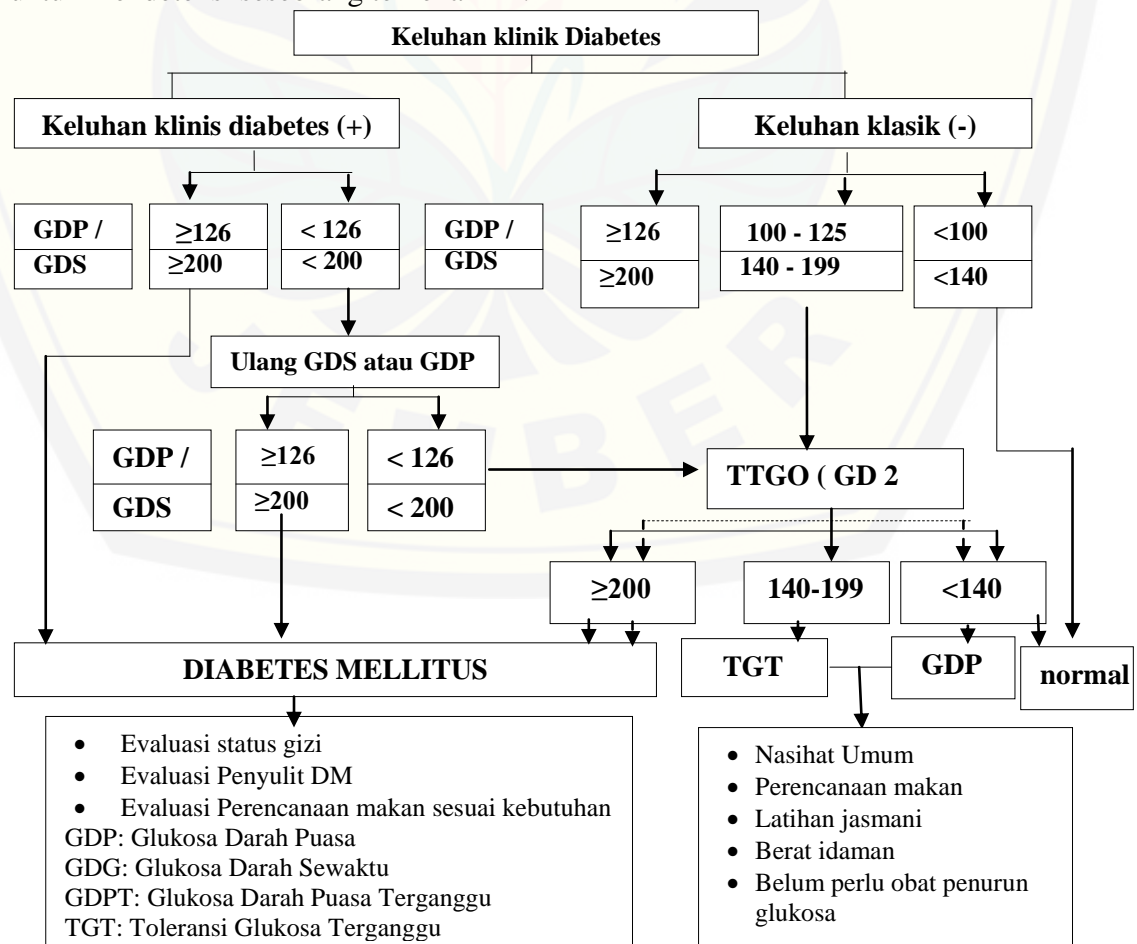 Keluhan klinik Diabetes
Keluhan klinis diabetes (+)
Keluhan klasik (-)
GDP /
GDS
≥126
≥200
< 126
< 200
GDP /
GDS
≥126
≥200
100 - 125
140 - 199
<100
<140
Ulang GDS atau GDP
GDP /
GDS
≥126
≥200
< 126
< 200
TTGO ( GD 2
≥200
140-199
<140
DIABETES MELLITUS
TGT
GDP
normal
• Evaluasi status gizi
• Evaluasi Penyulit DM
• Evaluasi Perencanaan makan sesuai kebutuhan
GDP: Glukosa Darah Puasa
GDG: Glukosa Darah Sewaktu
GDPT: Glukosa Darah Puasa Terganggu
TGT: Toleransi Glukosa Terganggu
• Nasihat Umum
• Perencanaan makan
• Latihan jasmani
• Berat idaman
• Belum perlu obat penurun
glukosa